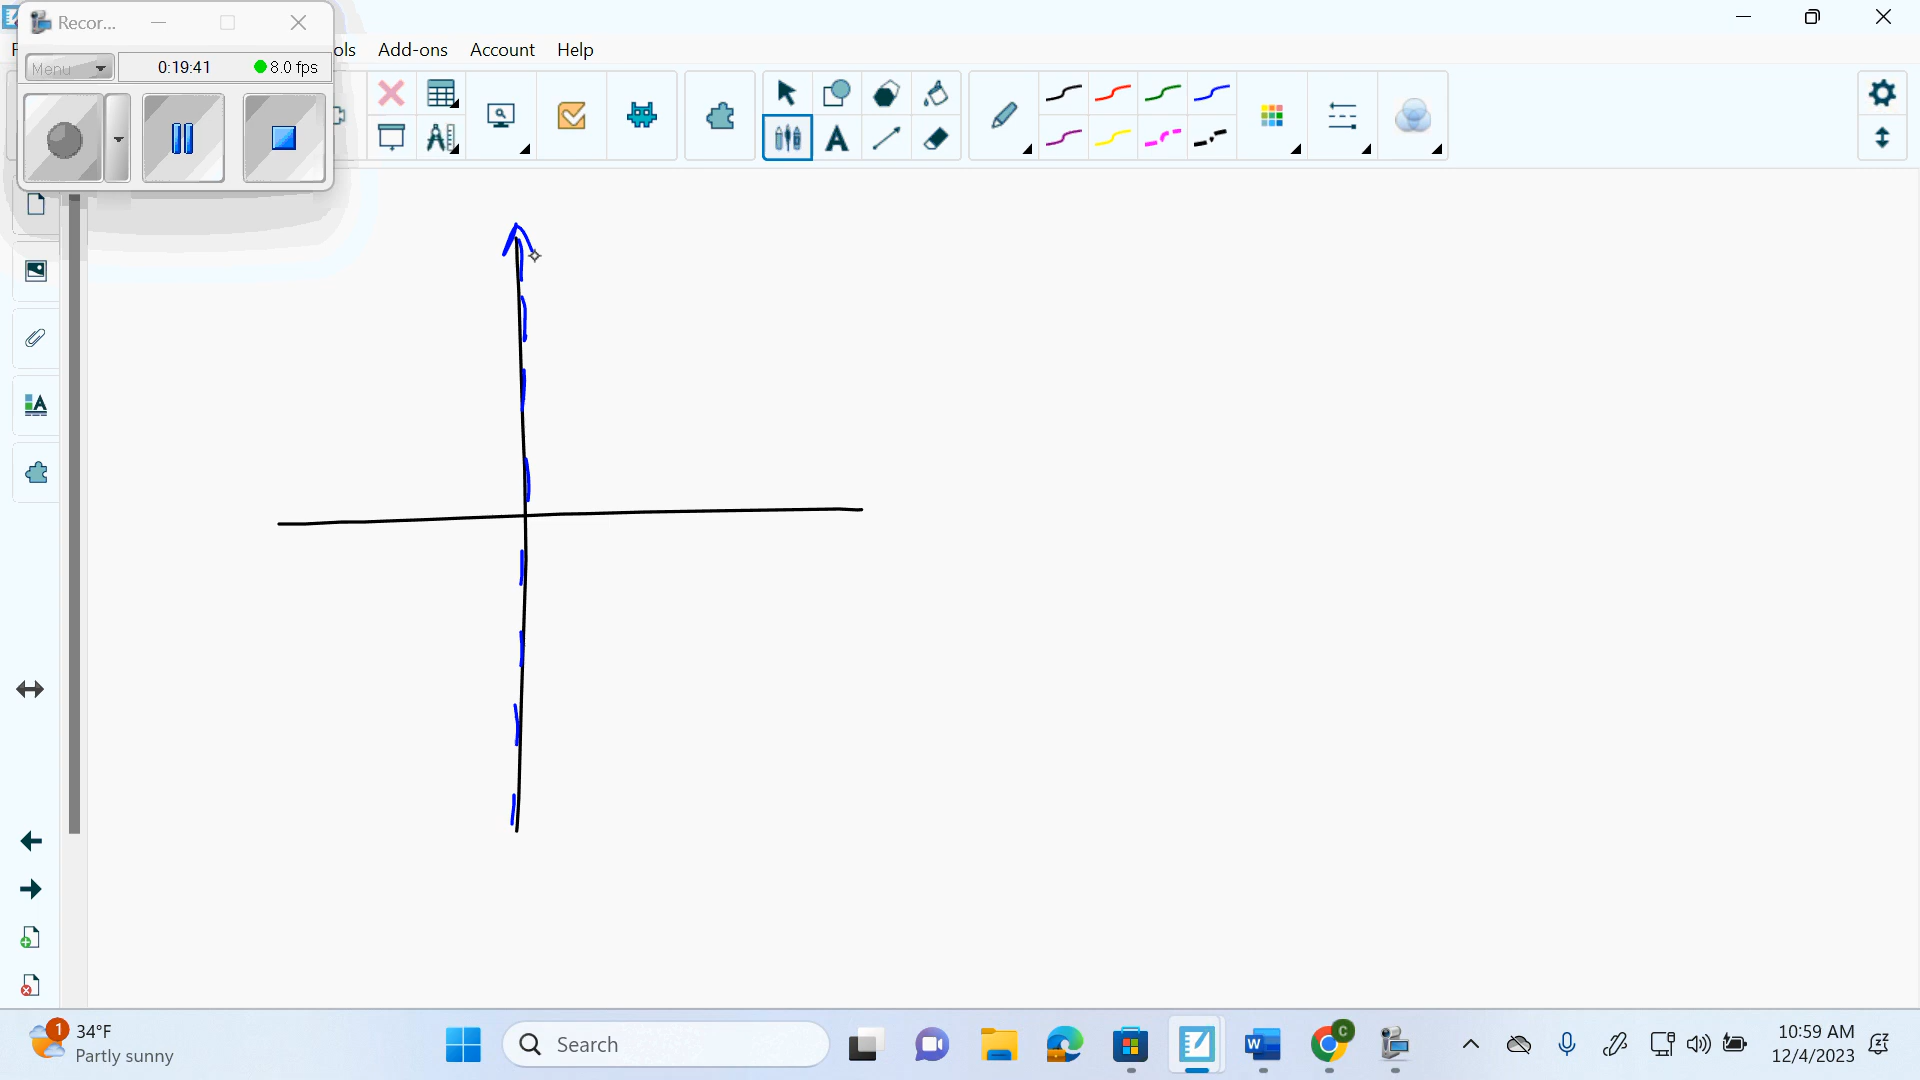 Recor...
Menu
0:19:41
8.0 fps
ols
Add-ons
Account
Help
1
34°F
Partly sunny
Search
C
10:59 AM
12/4/2023